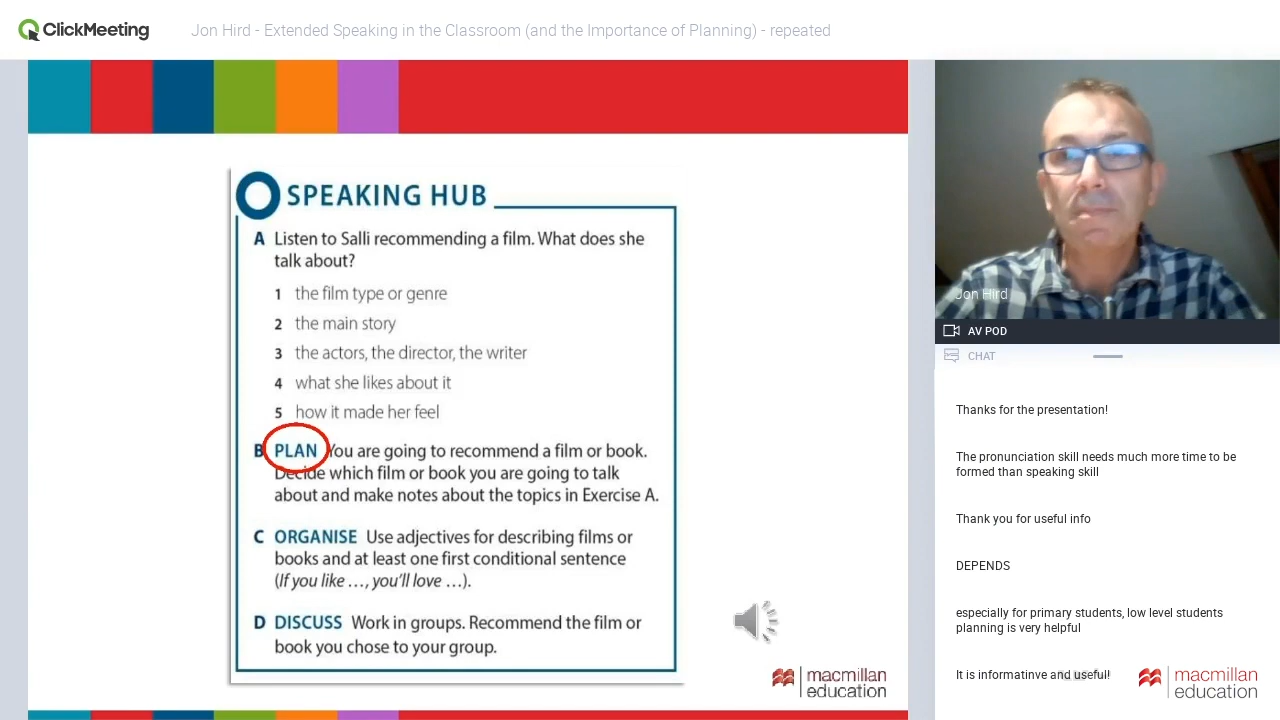 ClickMeeting
Jon Hird - Extended Speaking in the Classroom (and the Importance of Planning) - repeated
SPEAKING HUB
A Listen to Salli recommending a film. What does she
talk about?
1 the film type or genre
2 the main story
3 the actors, the director, the writer
4 what she likes about it
5 how it made her feel
B PLAN You are going to recommend a film or book.
Decide which film or book you are going to talk
about and make notes about the topics in Exercise A.
C ORGANISE Use adjectives for describing films or
books and at least one first conditional sentence
(If you like ..., you'll love ...).
D DISCUSS Work in groups. Recommend the film or
book you chose to your group.
macmillan
education
Jon Hird
AV POD
CHAT
Thanks for the presentation!
The pronunciation skill needs much more time to be
formed than speaking skill
Thank you for useful info
DEPENDS
especially for primary students, low level students
planning is very helpful
It is informatinve and useful!
macmillan
education